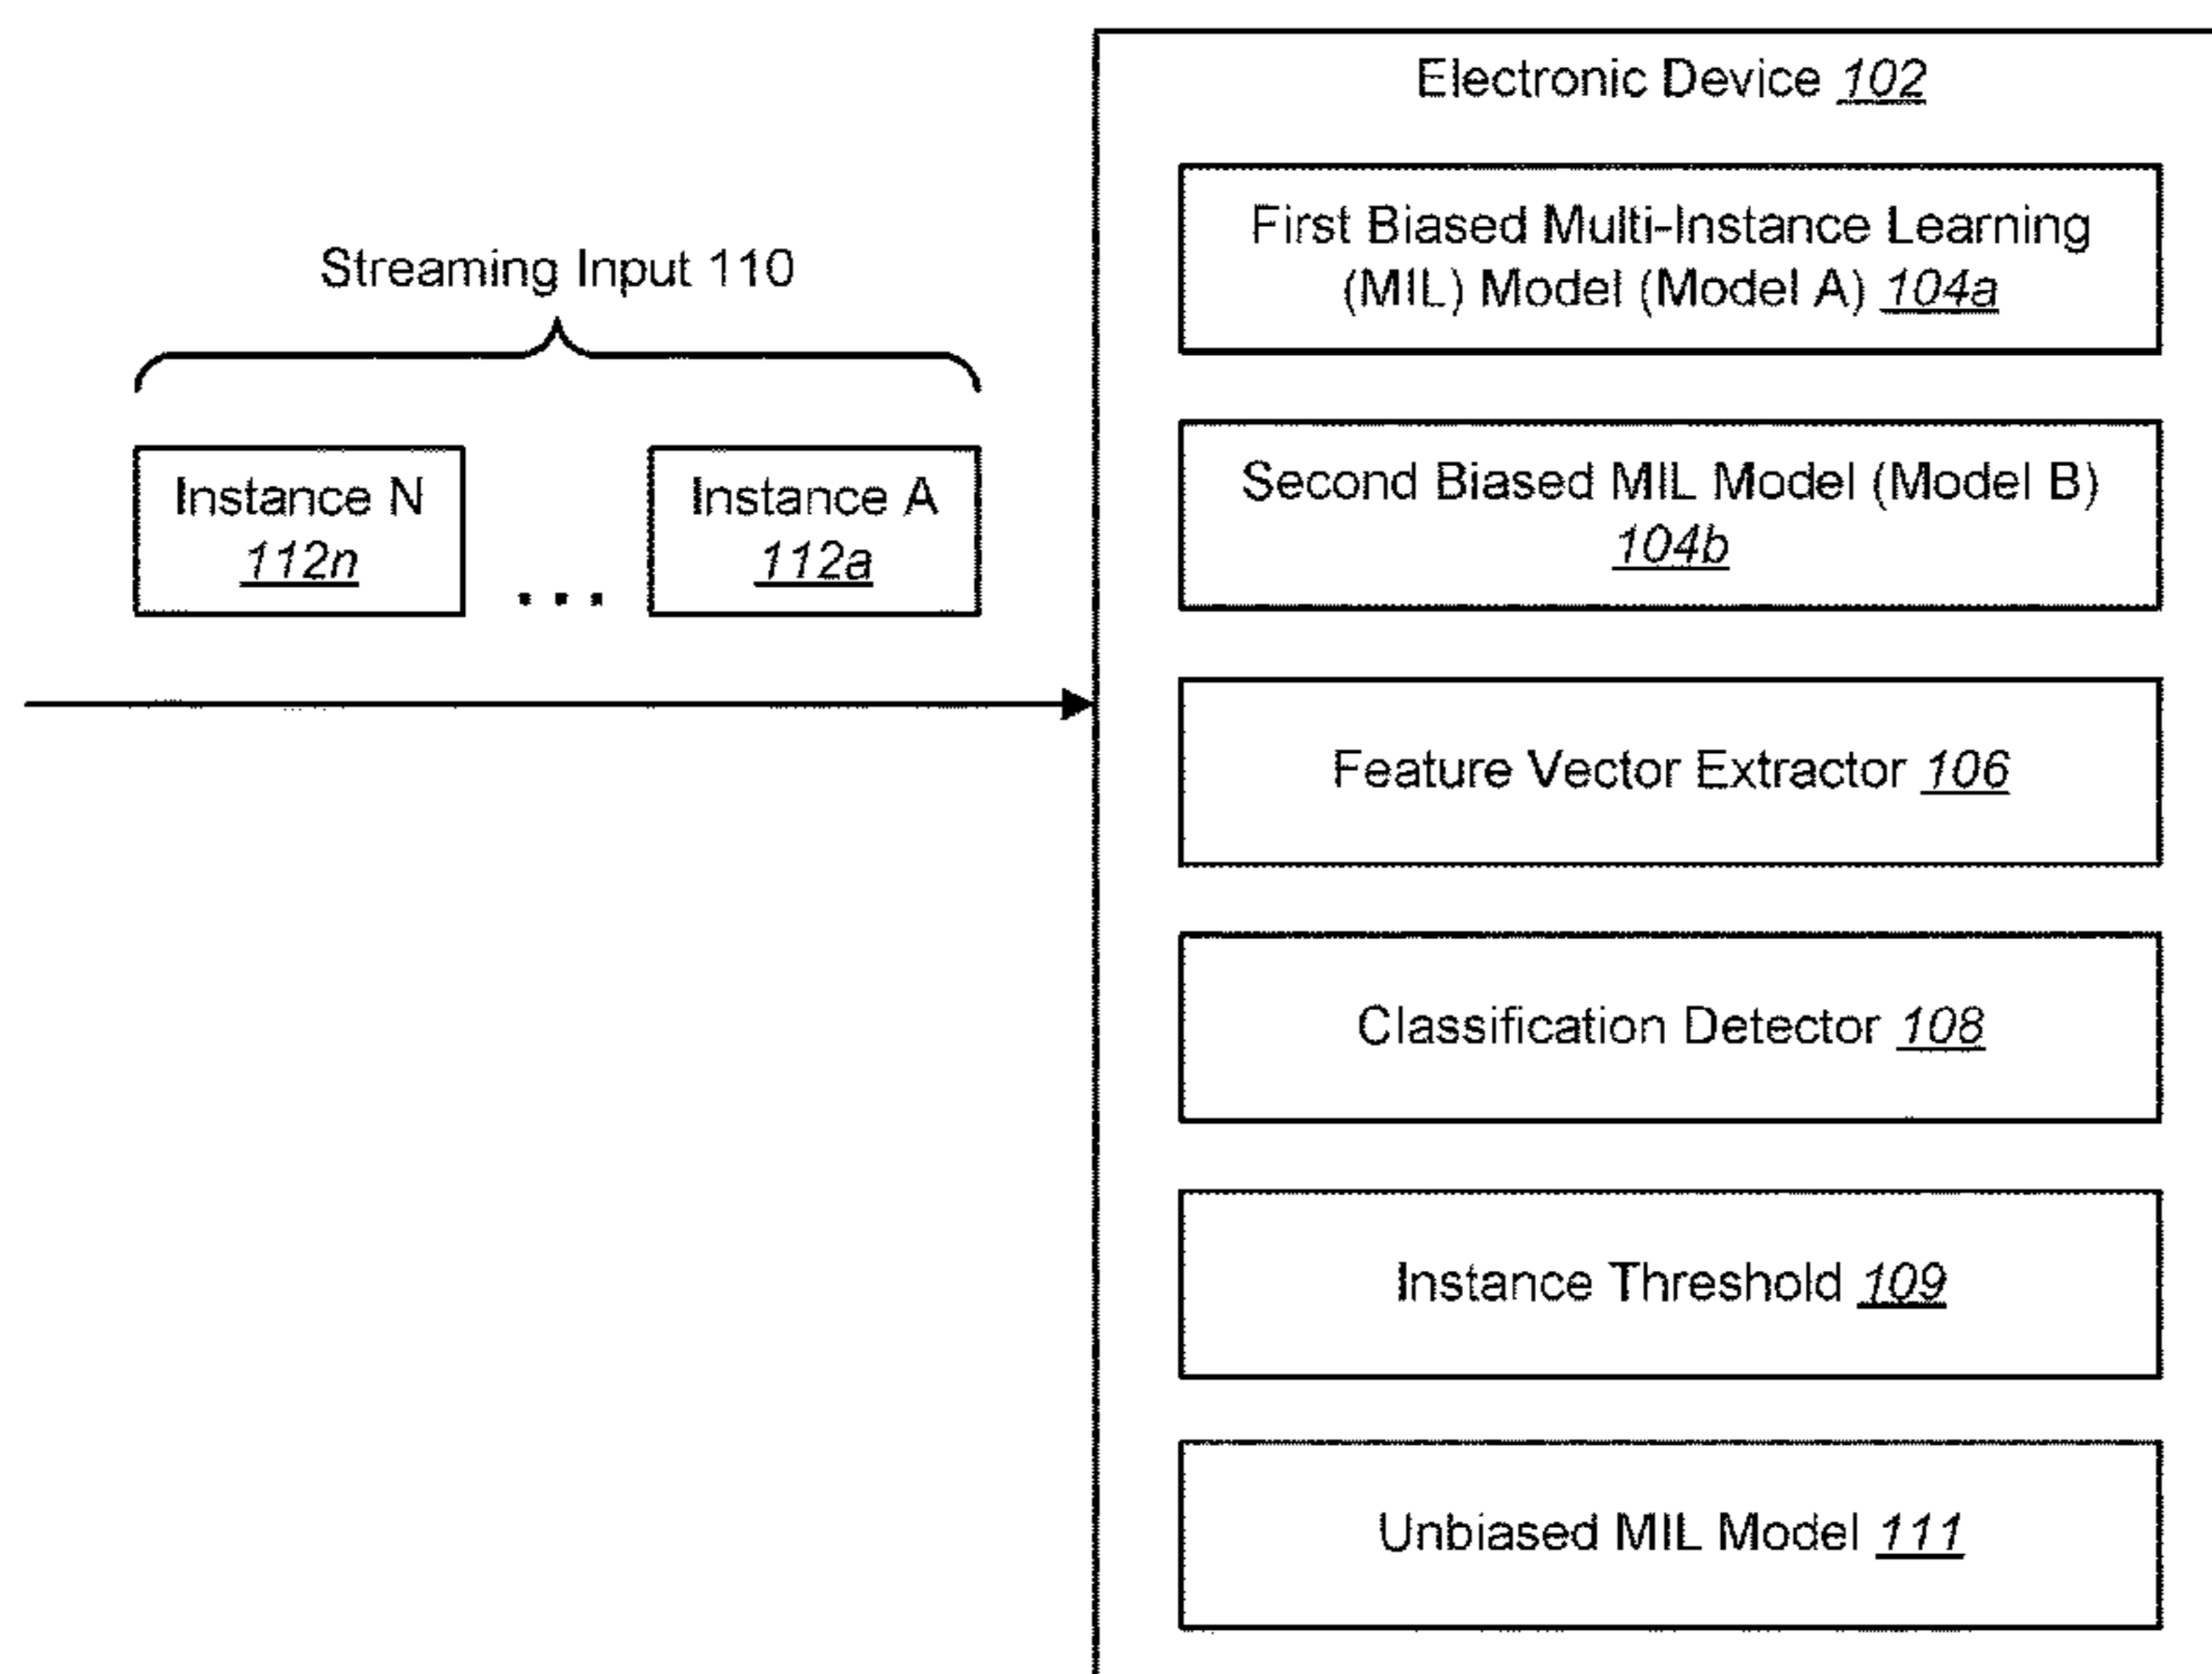 Electronic Device 102
First Biased Multi-Instance Learning
(MIL) Model (Model A) 104a
Streaming Input 110
Instance N
112n
...
Instance A
112a
Second Biased MIL Model (Model B)
104b
Feature Vector Extractor 106
Classification Detector 108
Instance Threshold 109
Unbiased MIL Model 111